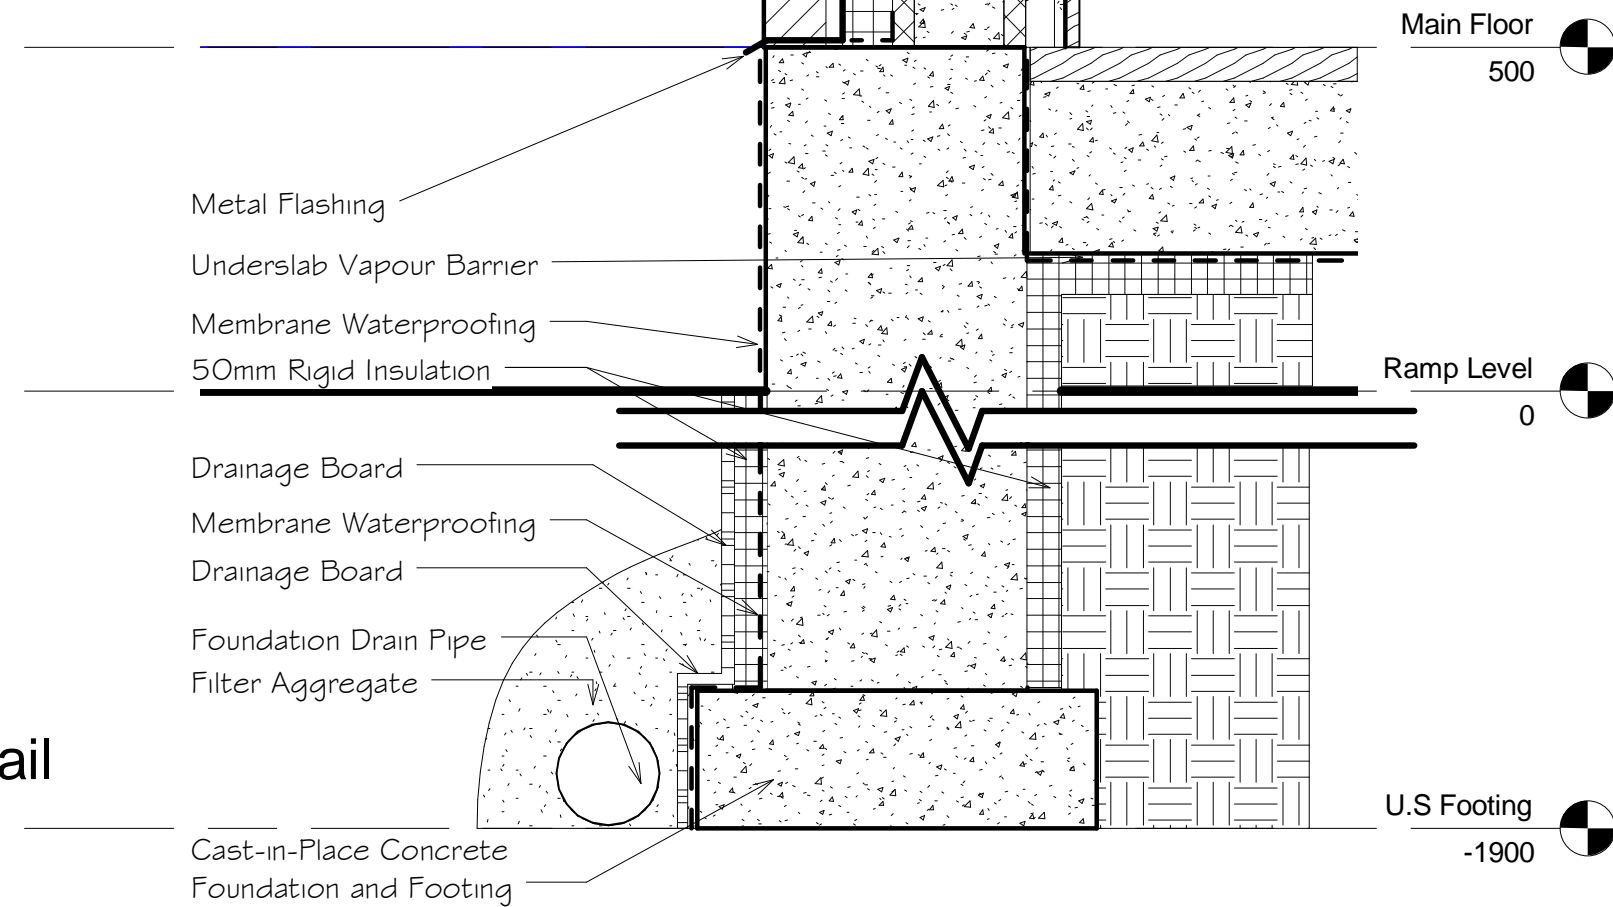 Main Floor
500
Metal Flashing
Underslab Vapour Barrier
Membrane Waterproofing
50mm Rigid Insulation
Ramp Level
0
Drainage Board
Membrane Waterproofing
Drainage Board
Foundation Drain Pipe
Filter Aggregate
ail
U.S Footing
-1900
Cast-in-Place Concrete
Foundation and Footing